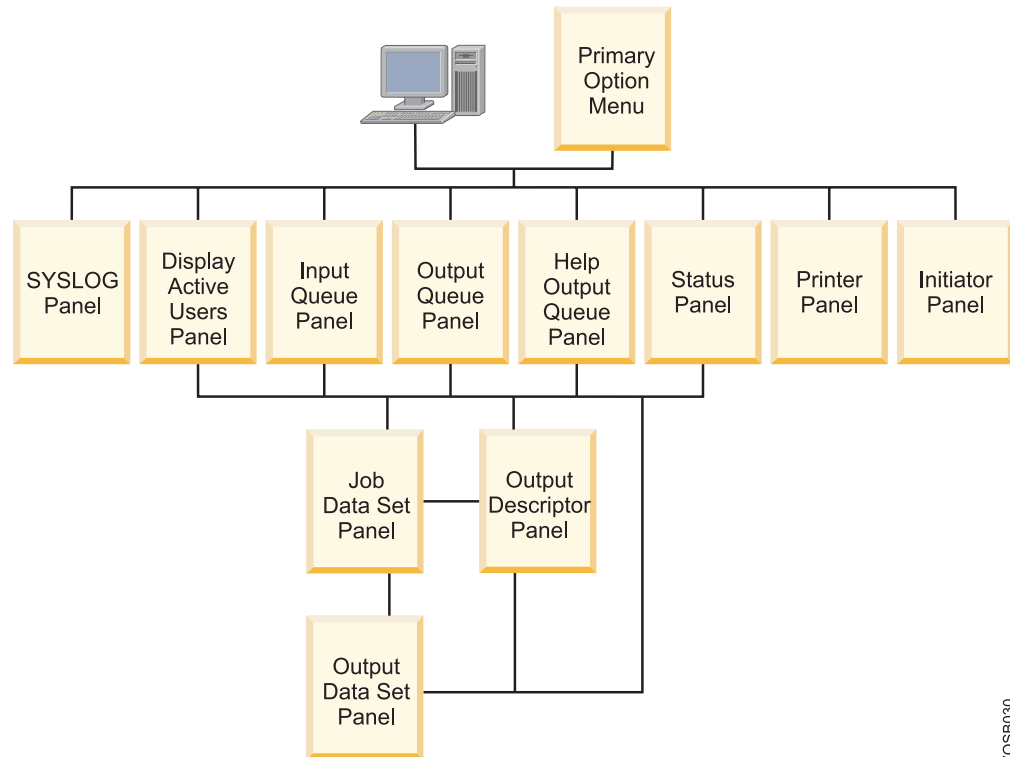 Primary
Option
Menu
SYSLOG
Panel
Display
Active
Users
Panel
Input
Queue
Panel
Output
Queue
Panel
Help
Output
Queue
Panel
Status
Panel
Printer
Panel
Initiator
Panel
Job
Data Set
Panel
Output
Descriptor
Panel
Output
Data Set
Panel